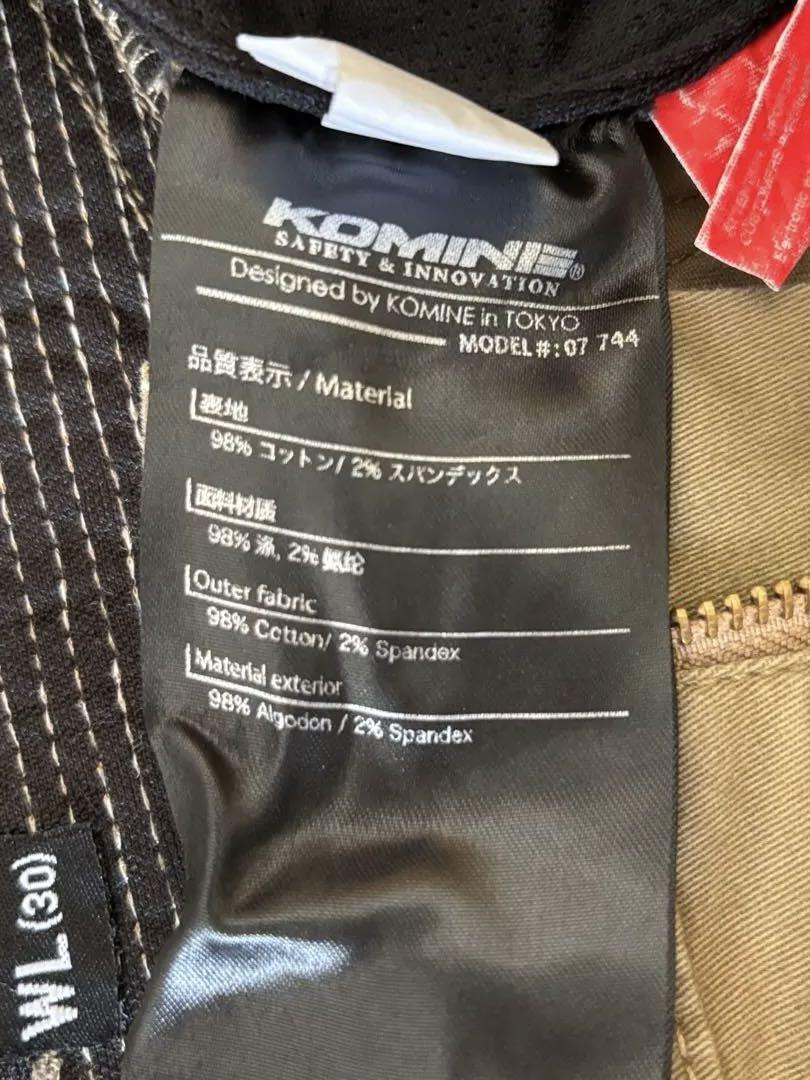 KOMINE®
SAFETY & INNOVATION
Designed by KOMINE in TOKYO
MODEL#:07 744
品質表示 / Material
表地
98% コットン/ 2% スパンデックス
面料材质
98% 涤, 2%
Outer fabric
98% Cotton/ 2% Spandex
Material exterior
98% Algodon / 2% Spandex
WL (30)